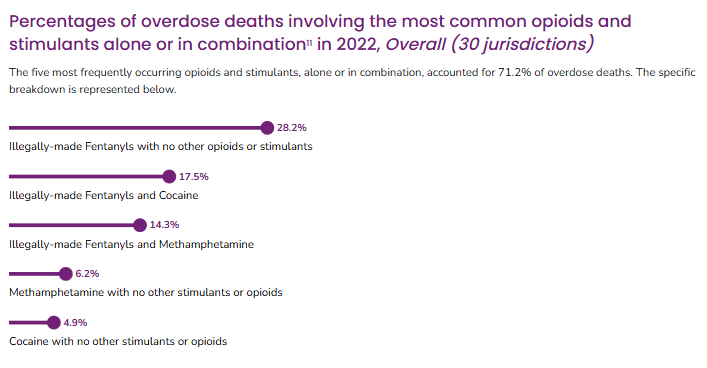 Percentages of overdose deaths involving the most common opioids and
stimulants alone or in combination¹¹ in 2022, Overall (30 jurisdictions)
The five most frequently occurring opioids and stimulants, alone or in combination, accounted for 71.2% of overdose deaths. The specific
breakdown is represented below.
28.2%
Illegally-made Fentanyls with no other opioids or stimulants
17.5%
Illegally-made Fentanyls and Cocaine
14.3%
Illegally-made Fentanyls and Methamphetamine
6.2%
Methamphetamine with no other stimulants or opioids
4.9%
Cocaine with no other stimulants or opioids